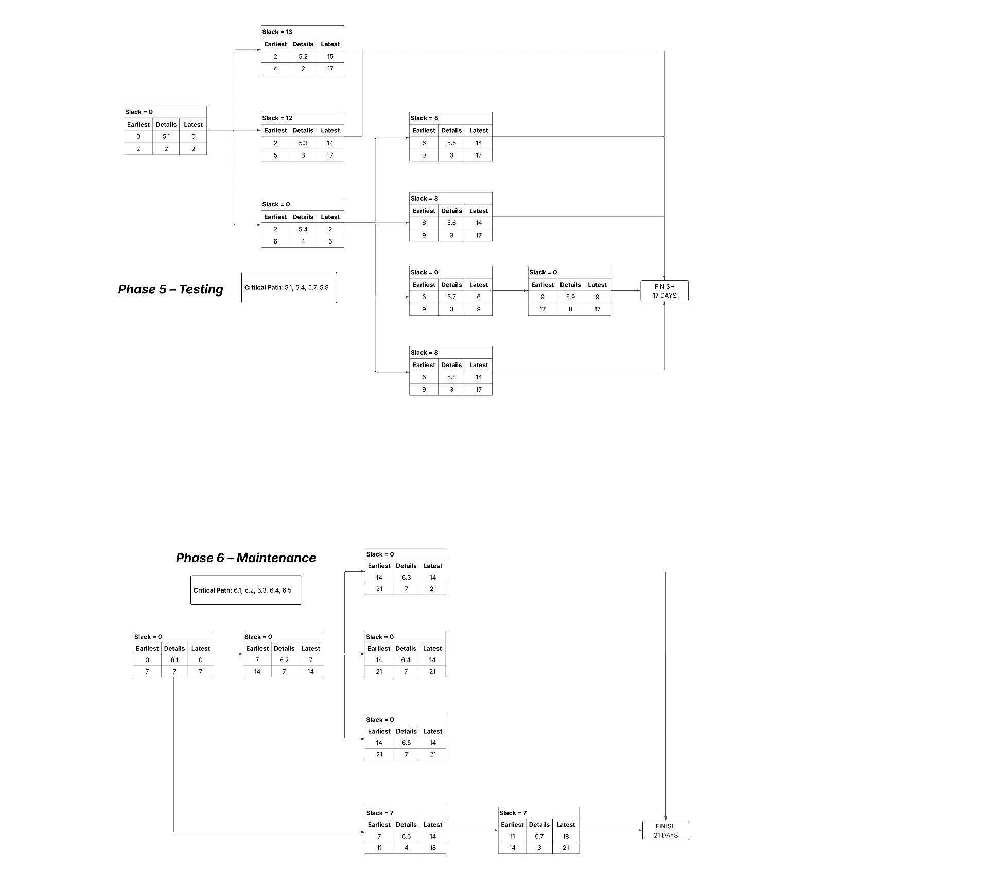 Slack = 13
Earliest Details Latest
2 5.2 15
4 2 17
Slack = 0
Earliest Details Latest
0 5.1 0
2 2 2
Slack = 12
Earliest Details Latest
2 5.3 14
5 3 17
Slack = 8
Earliest Details Latest
6 5.5 14
9 3 17
Slack = 0
Earliest Details Latest
2 5.4 2
6 4 6
Slack = 8
Earliest Details Latest
6 5.6 14
9 3 17
Phase 5 – Testing
Critical Path: 5.1, 5.4, 5.7, 5.9
Slack = 0
Earliest Details Latest
6 5.7 6
9 3 9
Slack = 0
Earliest Details Latest
9 5.9 9
17 8 17
FINISH
17 DAYS
Slack = 8
Earliest Details Latest
6 5.8 14
9 3 17
Phase 6 – Maintenance
Critical Path: 6.1, 6.2, 6.3, 6.4, 6.5
Slack = 0
Earliest Details Latest
14 6.3 14
21 7 21
Slack = 0
Earliest Details Latest
0 6.1 0
7 7 7
Slack = 0
Earliest Details Latest
7 6.2 7
14 7 14
Slack = 0
Earliest Details Latest
14 6.4 14
21 7 21
Slack = 0
Earliest Details Latest
14 6.5 14
21 7 21
Slack = 7
Earliest Details Latest
7 6.6 14
11 4 18
Slack = 7
Earliest Details Latest
11 6.7 18
14 3 21
FINISH
21 DAYS